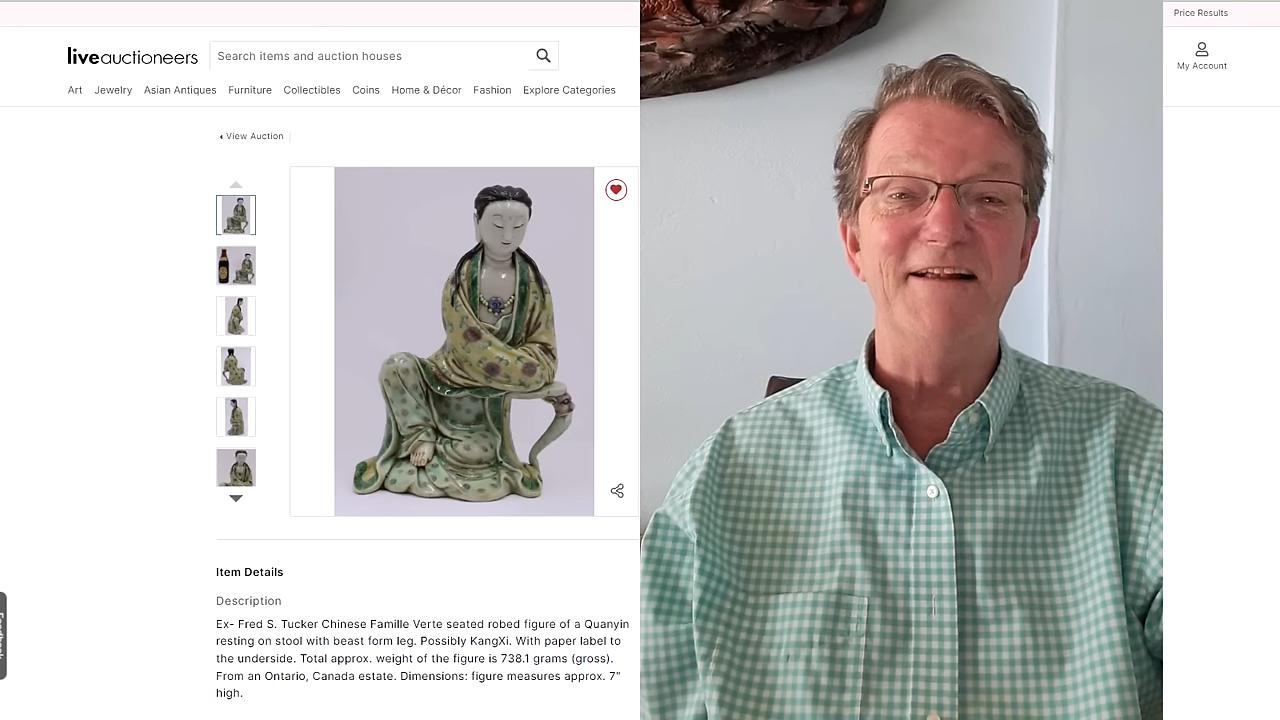 Price Results
liveauctioneers
Search items and auction houses
My Account
Art Jewelry Asian Antiques Furniture Collectibles Coins Home & Décor Fashion Explore Categories
View Auction
Item Details
Description
Ex- Fred S. Tucker Chinese Famille Verte seated robed figure of a Quanyin
resting on stool with beast form leg. Possibly KangXi. With paper label to
the underside. Total approx. weight of the figure is 738.1 grams (gross).
From an Ontario, Canada estate. Dimensions: figure measures approx. 7"
high.
Feedback